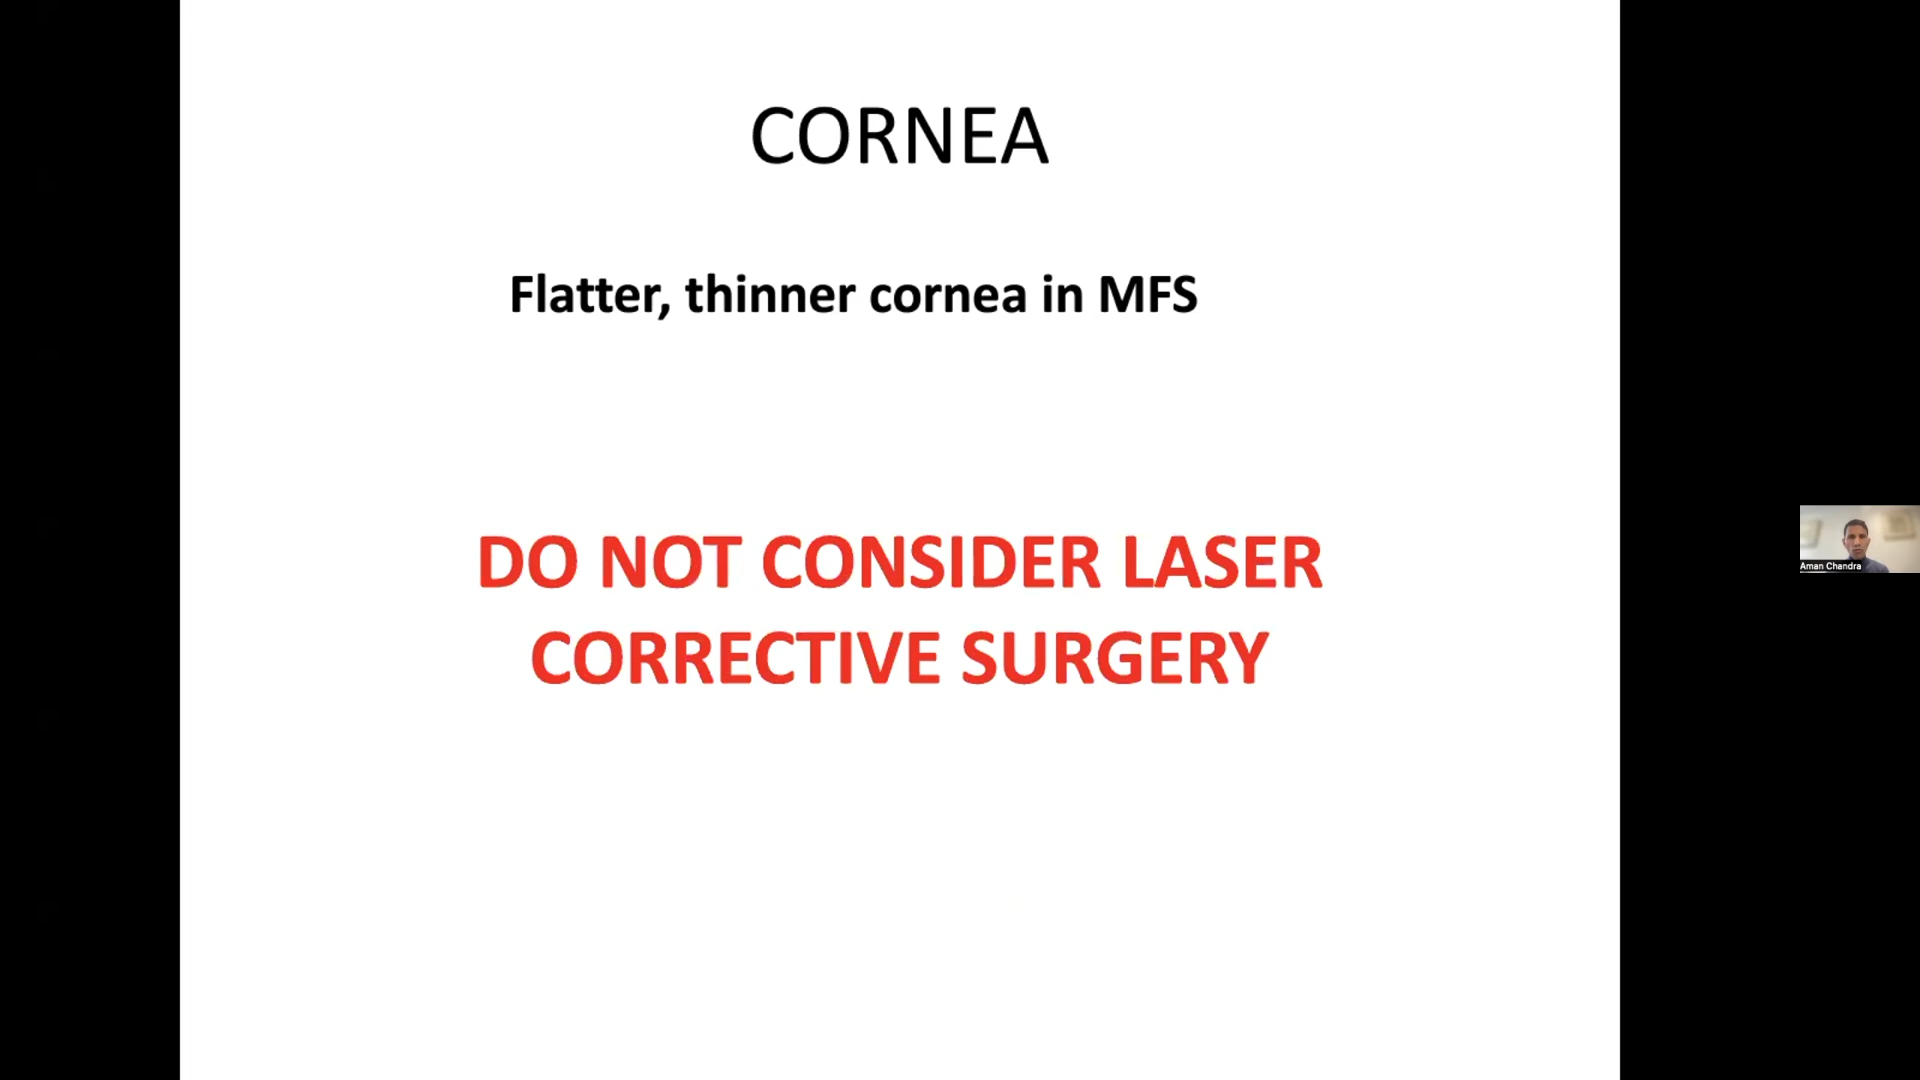 CORNEA
Flatter, thinner cornea in MFS
DO NOT CONSIDER LASER
CORRECTIVE SURGERY
Aman Chandra